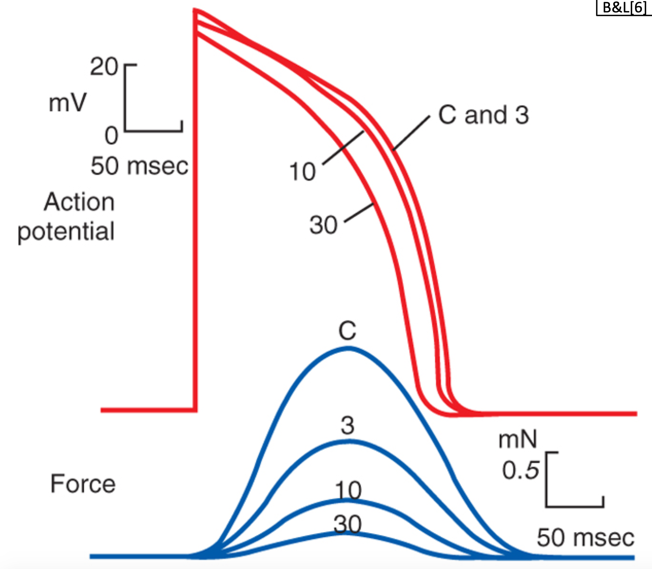 B&L[6]
20
mV
0
50 msec
Action
potential
C and 3
10
30
C
3
10
30
Force
mN
0.5
50 msec